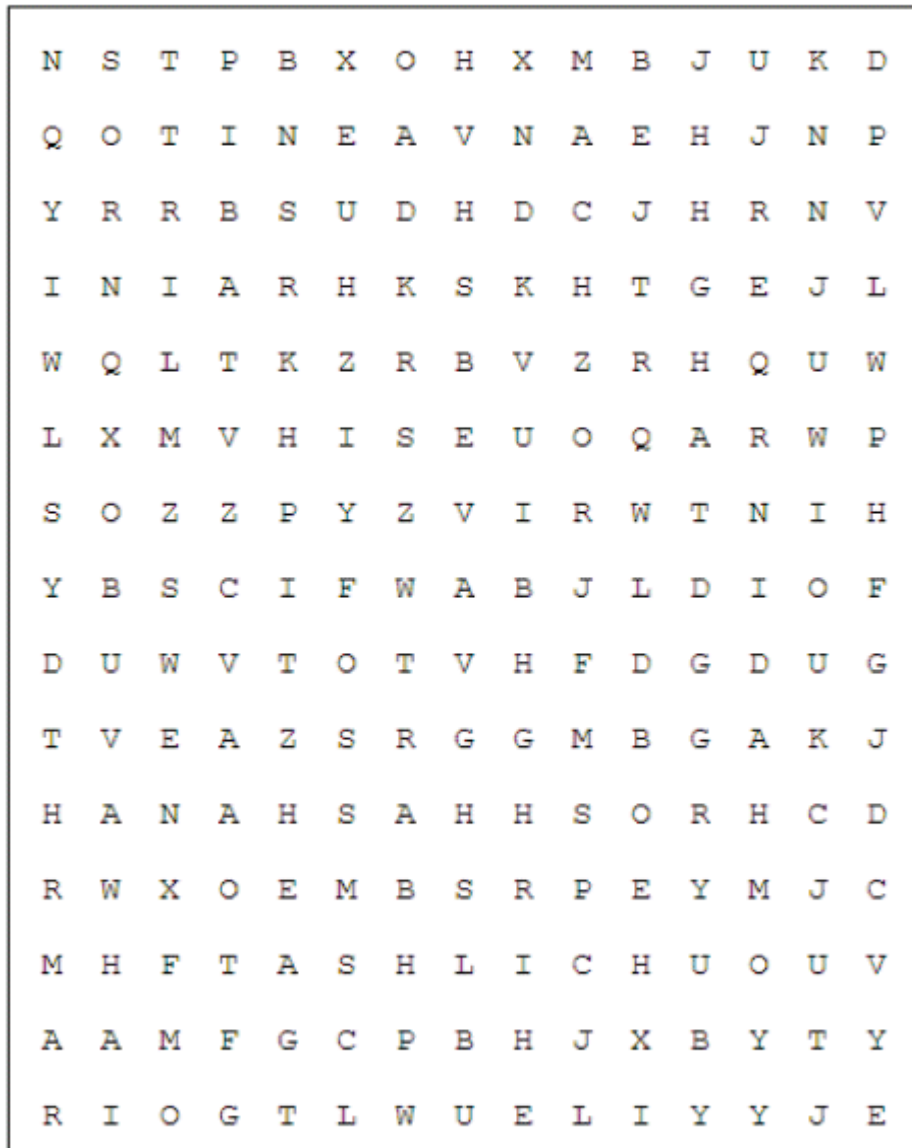 N S T P B X O H X M B J U K D
Q O T I N E A V N A E H J N P
Y R R B S U D H D C J H R N V
I N I A R H K S K H T G E J L
W Q L T K Z R B V Z R H Q U W
L X M V H I S E U O Q A R W P
S O Z Z P Y Z V I R W T N I H
Y B S C I F W A B J L D I O F
D U W V T O T V H F D G D U G
T V E A Z S R G G M B G A K J
H A N A H S A H H S O R H C D
R W X O E M B S R P E Y M J C
M H F T A S H L I C H U O U V
A A M F G C P B H J X B Y T Y
R I O G T L W U E L I Y Y J E